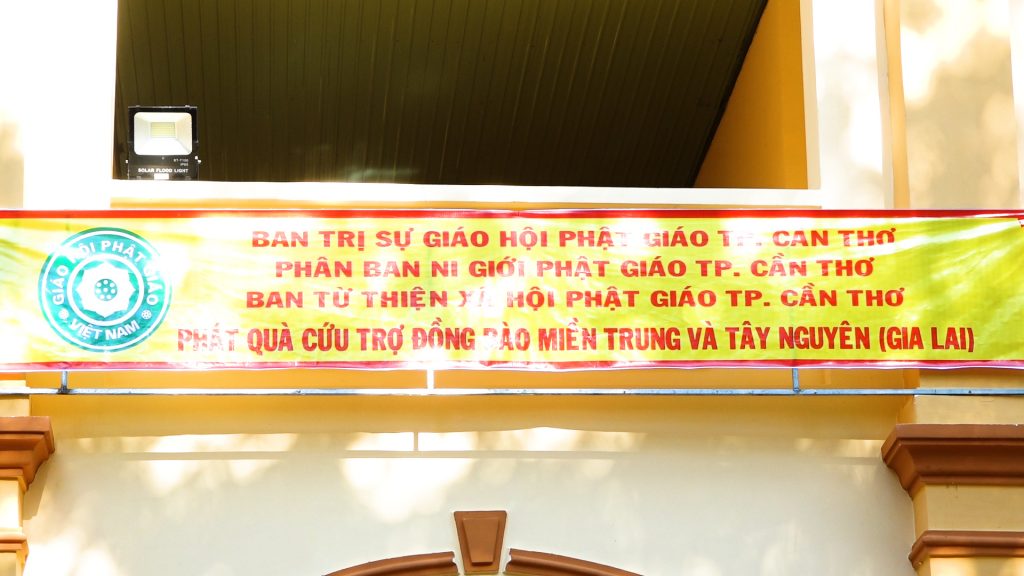 ST-T100
SOLAR FLOOD LIGHT
GIÁO HỘI PHẬT GIÁO
VIỆT NAM
BAN TRỊ SỰ GIÁO HỘI PHẬT GIÁO TP. CẦN THƠ
PHÂN BAN NI GIỚI PHẬT GIÁO TP. CẦN THƠ
BAN TỪ THIỆN XÃ HỘI PHẬT GIÁO TP. CẦN THƠ
PHÁT QUÀ CỨU TRỢ ĐỒNG BÀO MIỀN TRUNG VÀ TÂY NGUYÊN (GIA LAI)